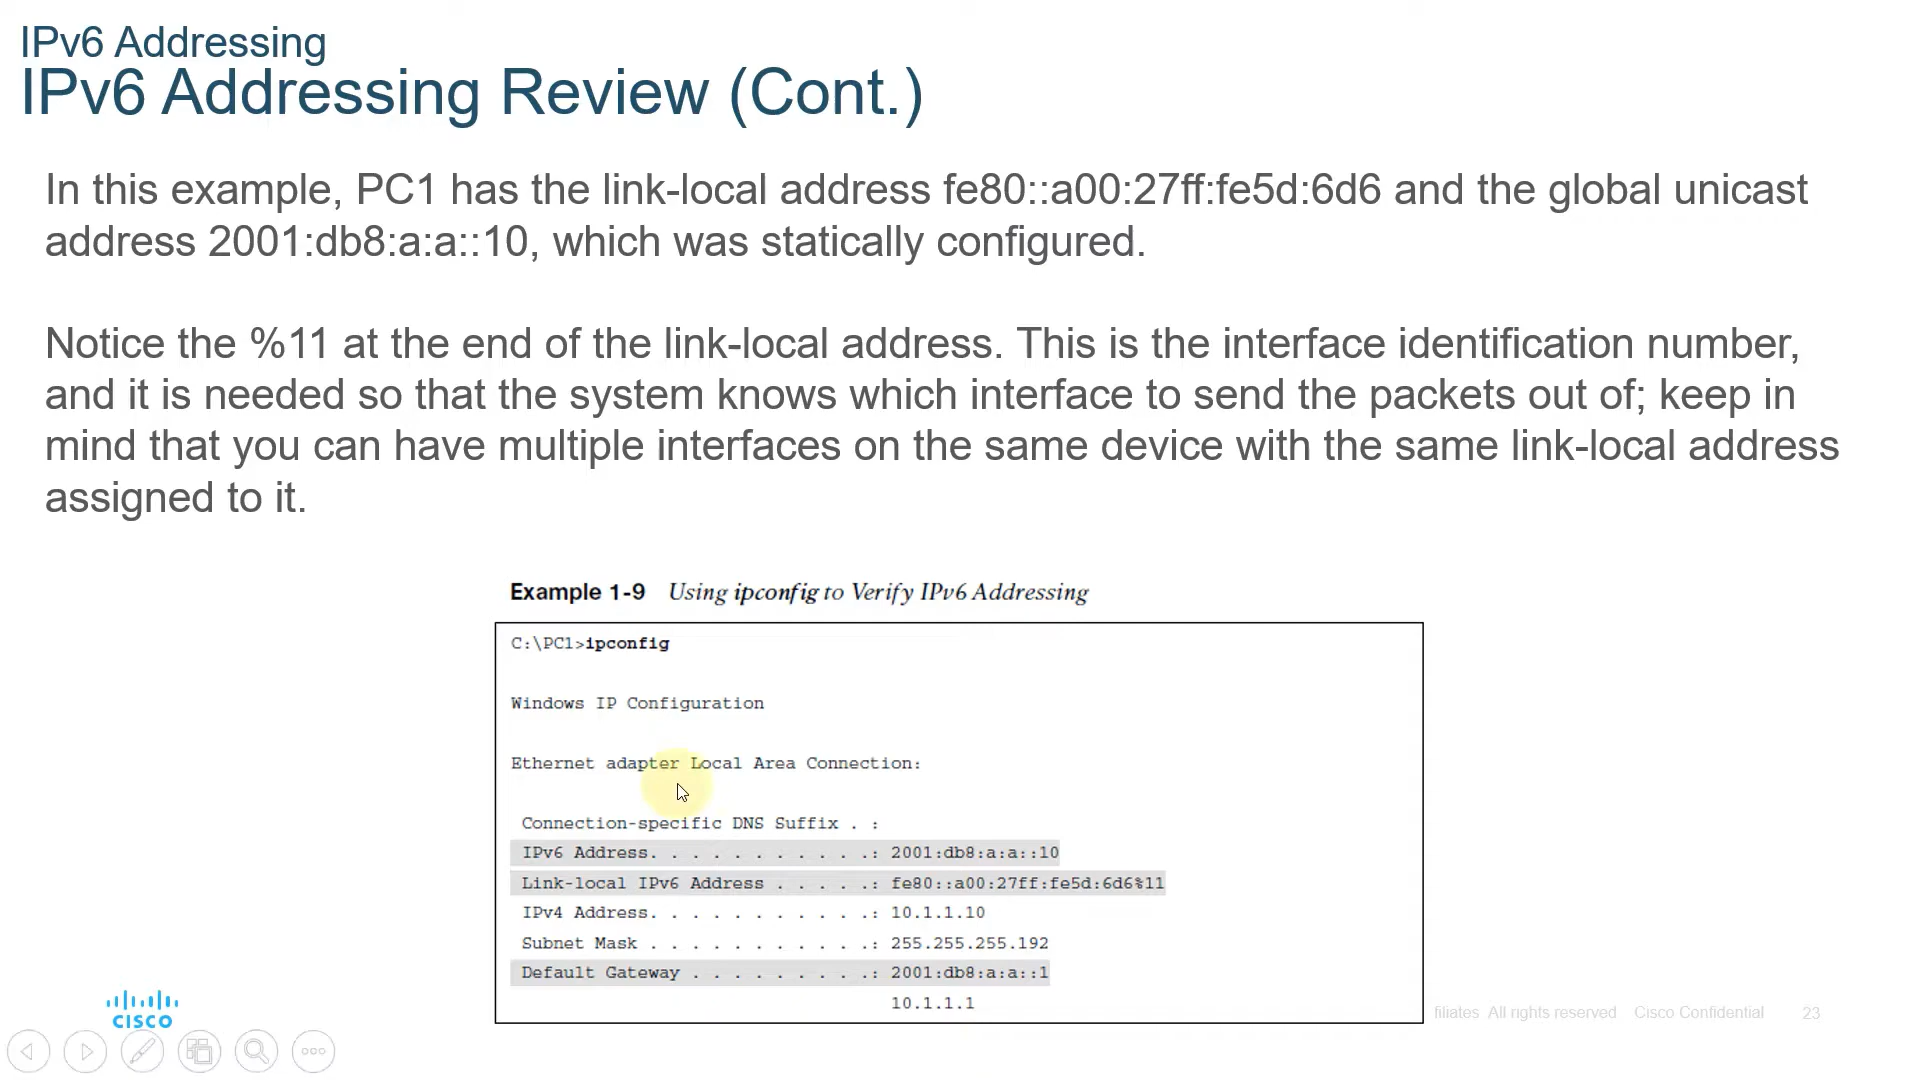 IPv6 Addressing
IPv6 Addressing Review (Cont.)
In this example, PC1 has the link-local address fe80::a00:27ff:fe5d:6d6 and the global unicast
address 2001:db8:a:a::10, which was statically configured.
Notice the %11 at the end of the link-local address. This is the interface identification number,
and it is needed so that the system knows which interface to send the packets out of; keep in
mind that you can have multiple interfaces on the same device with the same link-local address
assigned to it.
Example 1-9 Using ipconfig to Verify IPv6 Addressing
C:\PC1>ipconfig
Windows IP Configuration
Ethernet adapter Local Area Connection:
Connection-specific DNS Suffix . :
IPv6 Address. . . . . . . . . . .: 2001:db8:a:a::10
Link-local IPv6 Address . . . . .: fe80::a00:27ff:fe5d:6d6%11
IPv4 Address. . . . . . . . . . .: 10.1.1.10
Subnet Mask . . . . . . . . . . .: 255.255.255.192
Default Gateway . . . . . . . . .: 2001:db8:a:a::1
10.1.1.1
CISCO
filiates All rights reserved Cisco Confidential 23